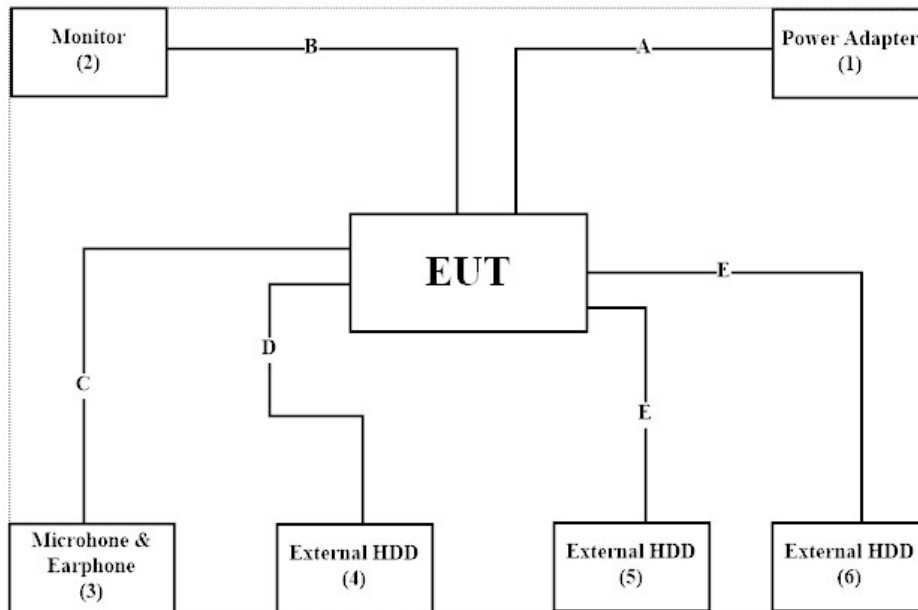 Monitor
(2)
B
A
Power Adapter
(1)
EUT
E
D
C
E
Microhone &
Earphone
(3)
External HDD
(4)
External HDD
(5)
External HDD
(6)